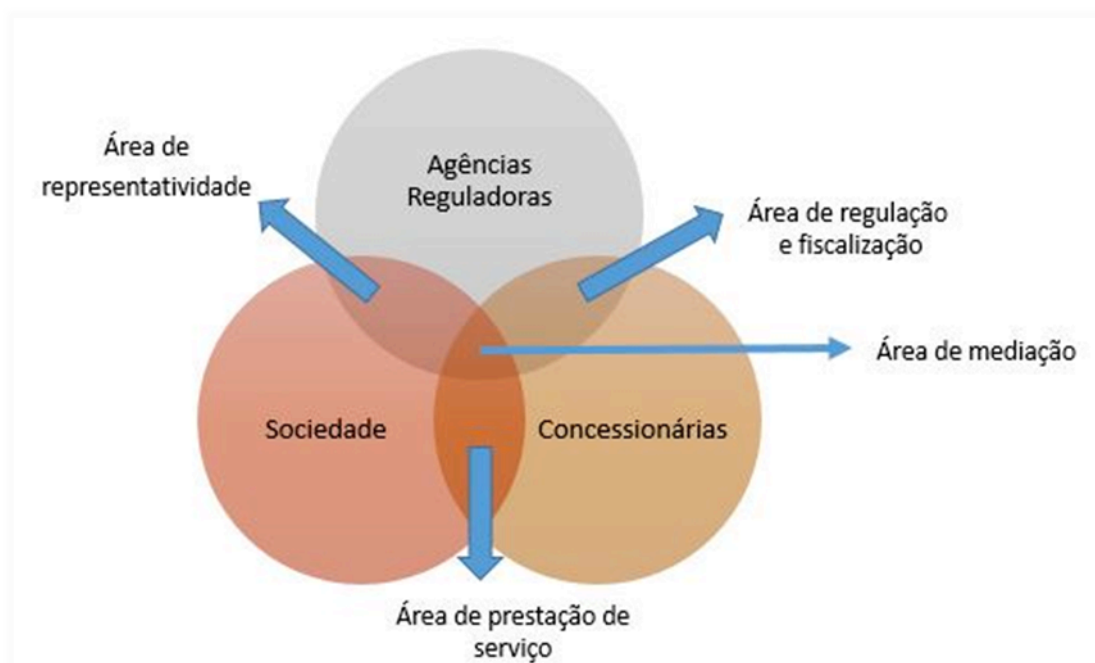 Área de
representatividade
Agências
Reguladoras
Área de regulação
e fiscalização
Área de mediação
Sociedade
Concessionárias
Área de prestação de
serviço